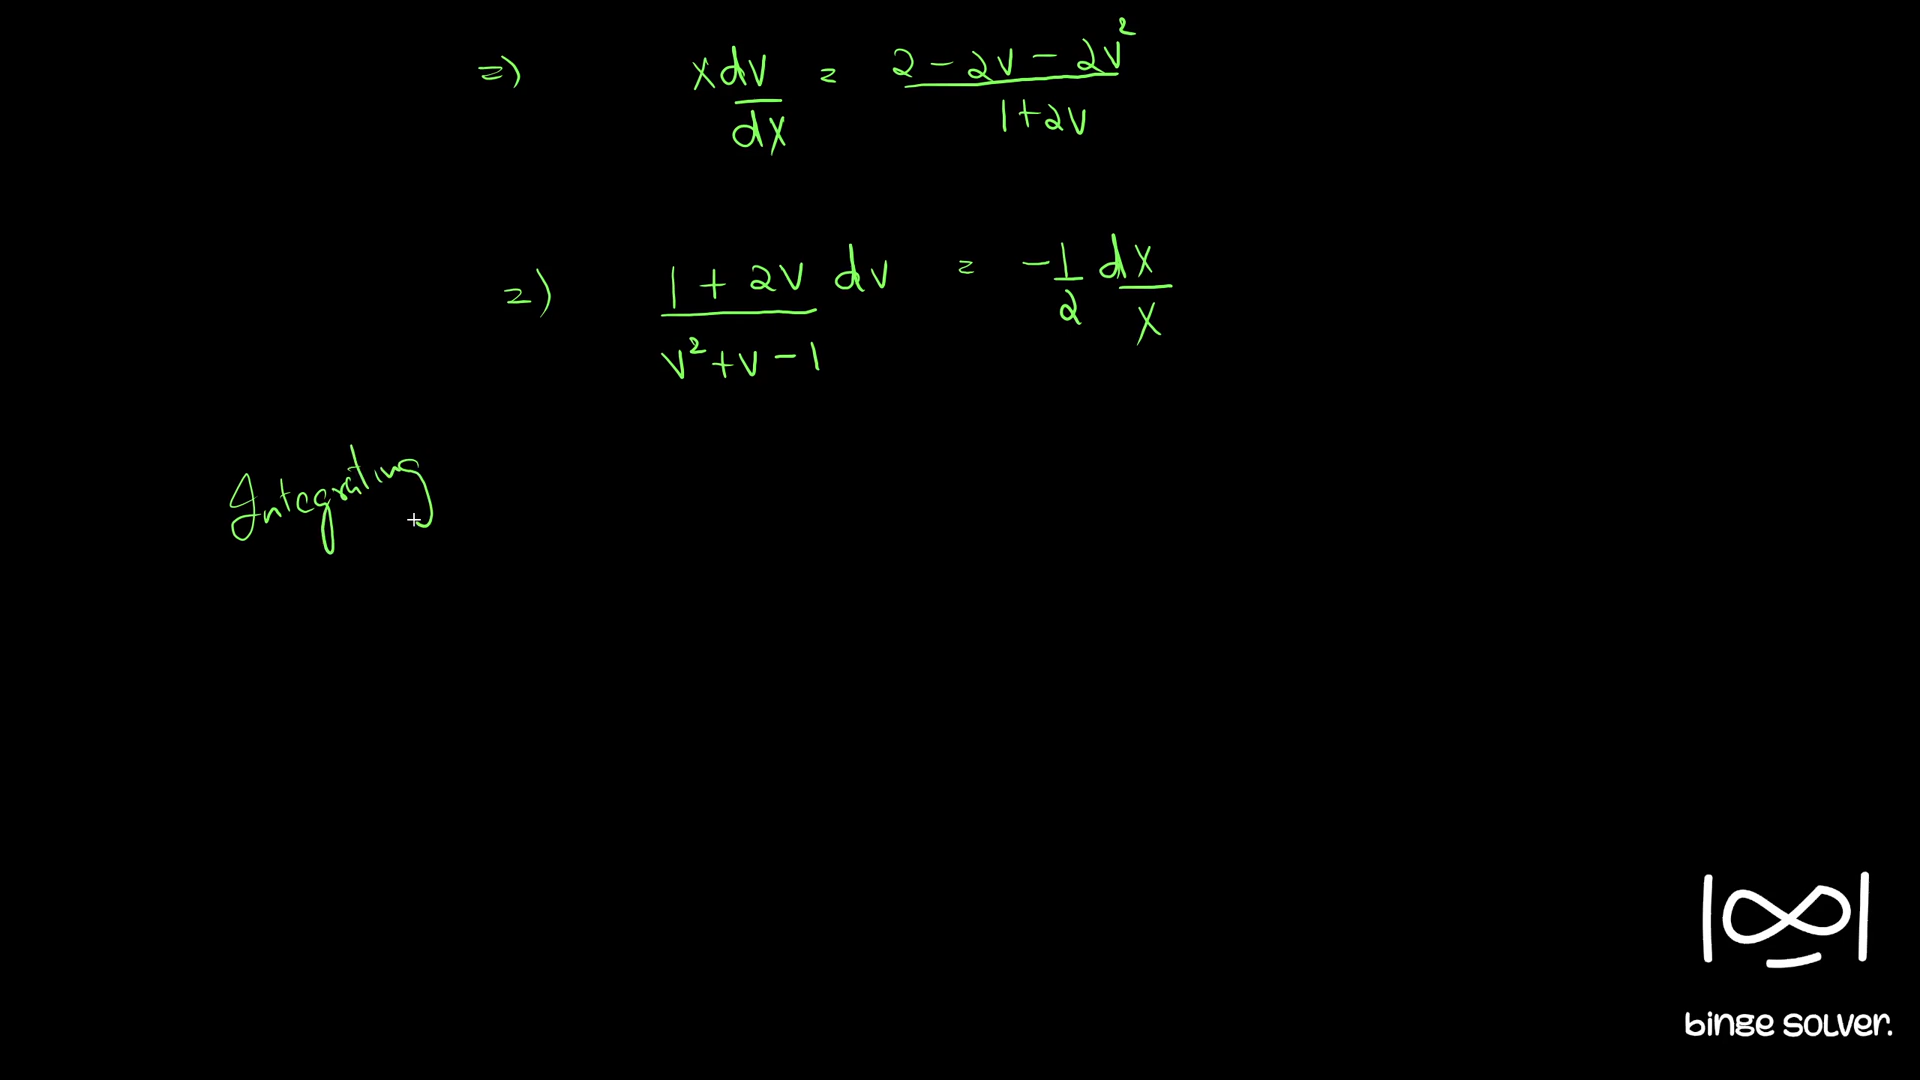 => x dv/dx = 2 - 2v - 2v²/1+2v
=> 1 + 2v/v² + v - 1 dv = -1/2 dx/x
Integrating
binge solver.